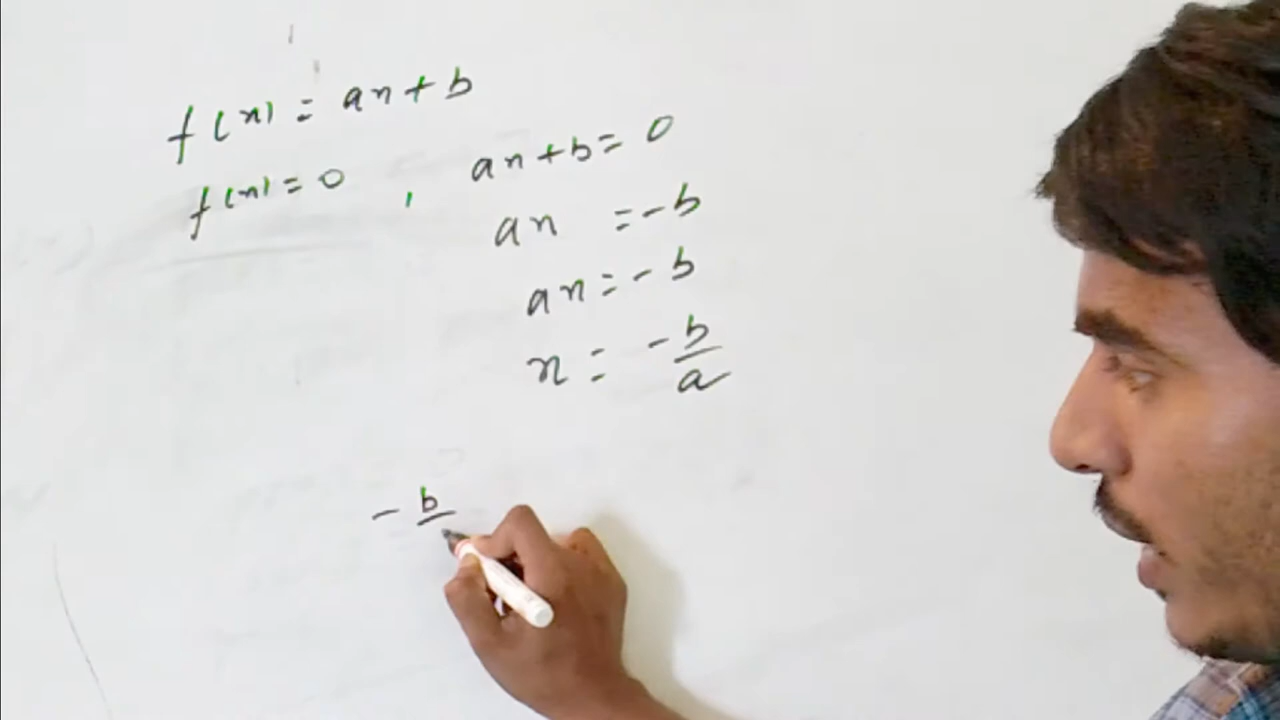 f(x) = ax + b
f(x) = 0 , ax + b = 0
ax = -b
ax = -b
x = -b/a
-b/